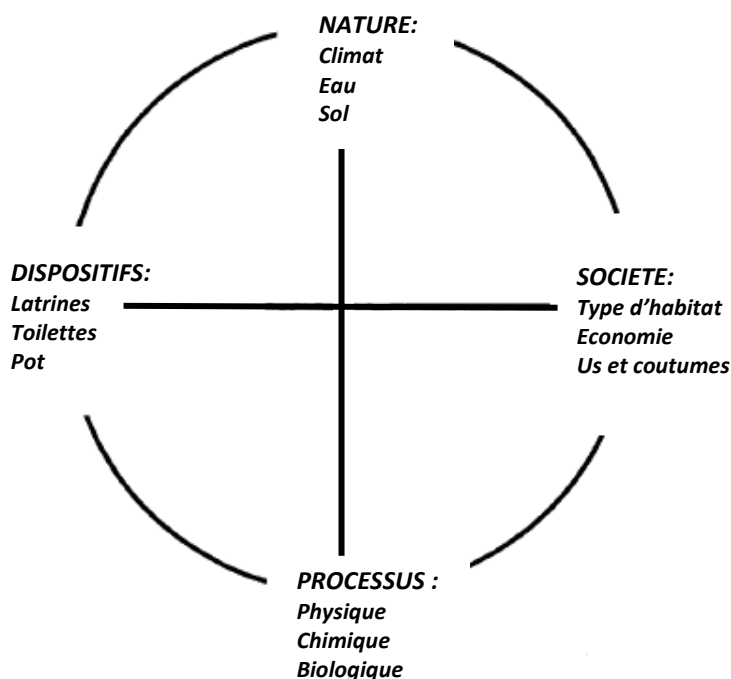 NATURE:
Climat
Eau
Sol
DISPOSITIFS:
Latrines
Toilettes
Pot
SOCIETE:
Type d’habitat
Economie
Us et coutumes
PROCESSUS :
Physique
Chimique
Biologique